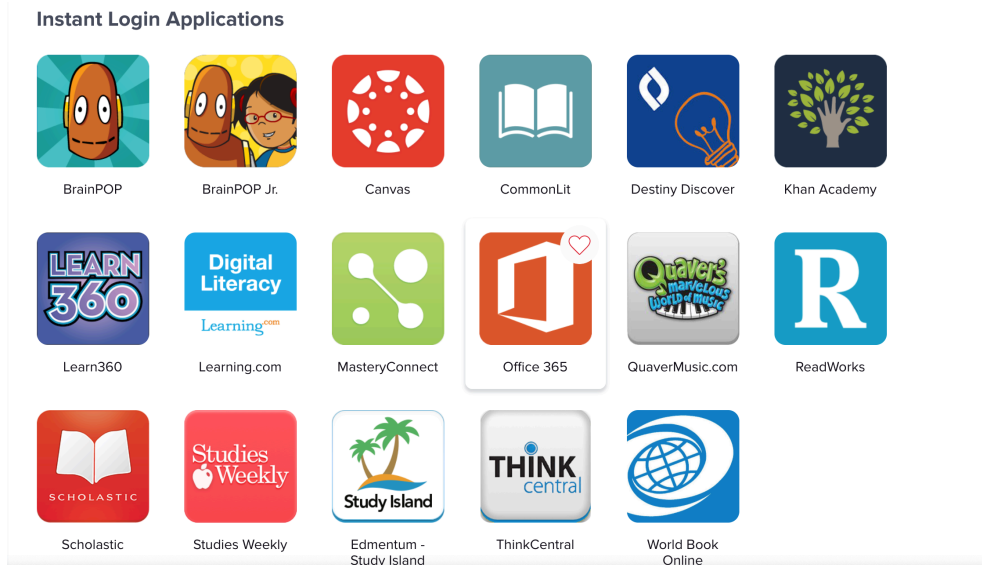 Instant Login Applications
BrainPOP
BrainPOP Jr.
Canvas
CommonLit
Destiny Discover
Khan Academy
LEARN
360
Learn360
Digital
Literacy
Learning.com
Learning.com
MasteryConnect
Office 365
Quaver's
marvelous
World of music
QuaverMusic.com
R
ReadWorks
SCHOLASTIC
Scholastic
Studies
Weekly
Studies Weekly
Study Island
Edmentum -
Study Island
THINK
central
ThinkCentral
World Book
Online